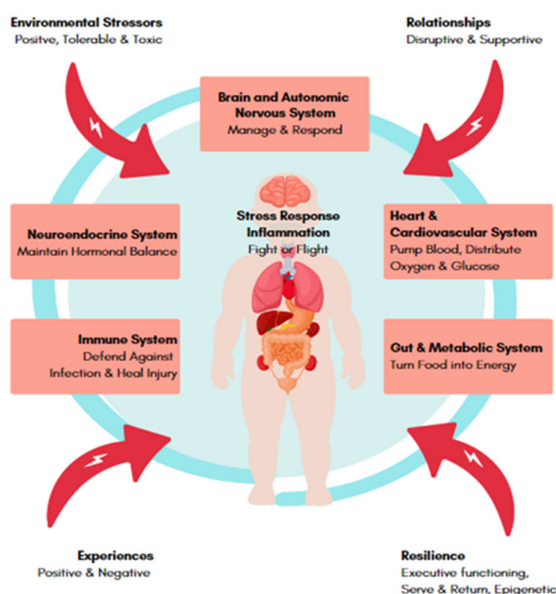 Environmental Stressors
Positve, Tolerable & Toxic
Relationships
Disruptive & Supportive
Brain and Autonomic
Nervous System
Manage & Respond
Neuroendocrine System
Maintain Hormonal Balance
Stress Response
Inflammation
Fight or Flight
Heart &
Cardiovascular System
Pump Blood, Distribute
Oxygen & Glucose
Immune System
Defend Against
Infection & Heal Injury
Gut & Metabolic System
Turn Food into Energy
Experiences
Positive & Negative
Resilience
Executive functioning,
Serve & Return, Epigenetic